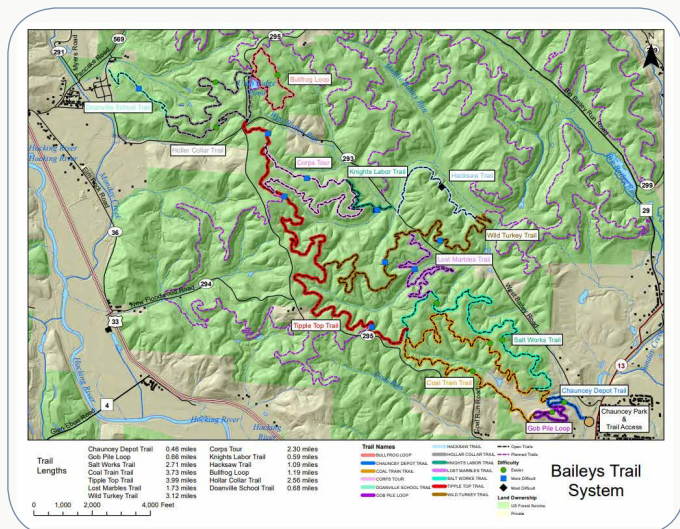 295
291
569
Myers Road
N
Bullfrog Loop
Doanville School Trail
Hocking River
Hocking River
Monday Creek
Holler Collar Trail
Corps Tour
293
Knights Labor Trail
Hacksaw Trail
299
29
36
Wild Turkey Trail
Lost Marbles Trail
294
New Floodwood Road
33
Tipple Top Trail
295
Salt Works Trail
13
Coal Train Trail
Chauncey Depot Trail
Hocking River
4
Gob Pile Loop
Chauncey Park
&
Trail Access
Trail
Lengths
Chauncey Depot Trail 0.46 miles
Gob Pile Loop 0.66 miles
Salt Works Trail 2.71 miles
Coal Train Trail 3.73 miles
Tipple Top Trail 3.99 miles
Lost Marbles Trail 1.73 miles
Wild Turkey Trail 3.12 miles
Corps Tour 2.30 miles
Knights Labor Trail 0.59 miles
Hacksaw Trail 1.09 miles
Bullfrog Loop 1.19 miles
Hollar Collar Trail 2.56 miles
Doanville School Trail 0.68 miles
0 1,000 2,000 4,000 Feet
Trail Names
BULLFROG LOOP
CHAUNCEY DEPOT TRAIL
COAL TRAIN TRAIL
CORPS TOUR
DOANVILLE SCHOOL TRAIL
GOB PILE LOOP
HACKSAW TRAIL
HOLLAR COLLAR TRAIL
KNIGHTS LABOR TRAIL
LOST MARBLES TRAIL
SALT WORKS TRAIL
TIPPLE TOP TRAIL
WILD TURKEY TRAIL
Open Trails
Planned Trails
Difficulty
Easier
More Difficult
Most Difficult
Land Ownership
US Forest Service
Private
Baileys Trail
System